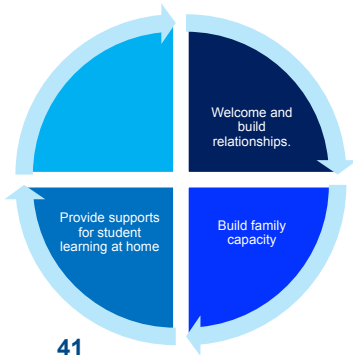 Welcome and
build
relationships.
Provide supports
for student
learning at home
Build family
capacity
41